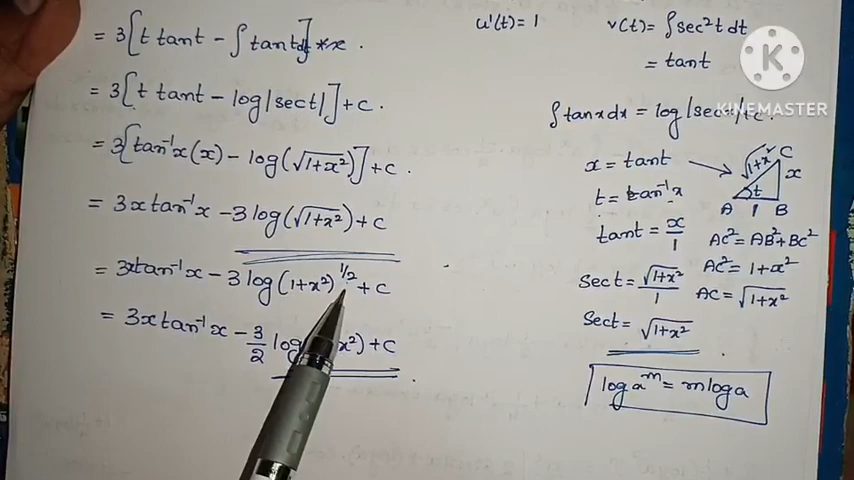 = 3[t tant - ∫tant dt] + x .
= 3[t tant - log|sect|] + c .
= 3[tan⁻¹x(x) - log(√1+x²)] + c .
= 3x tan⁻¹x - 3 log(√1+x²) + c
= 3x tan⁻¹x - 3 log(1+x²)^1/2 + c
= 3x tan⁻¹x - 3/2 log x²) + c
u'(t) = 1
v(t) = ∫sec²t dt
= tant
KINEMASTER
∫tanx dx = log|secx|+c.
x = tant
t = tan⁻¹x
tant = x/1
sect = √1+x²/1
sect = √1+x²
√1+x² C
x
t
A 1 B
AC² = AB² + BC²
AC² = 1+x²
AC = √1+x²
log a^m = m log a